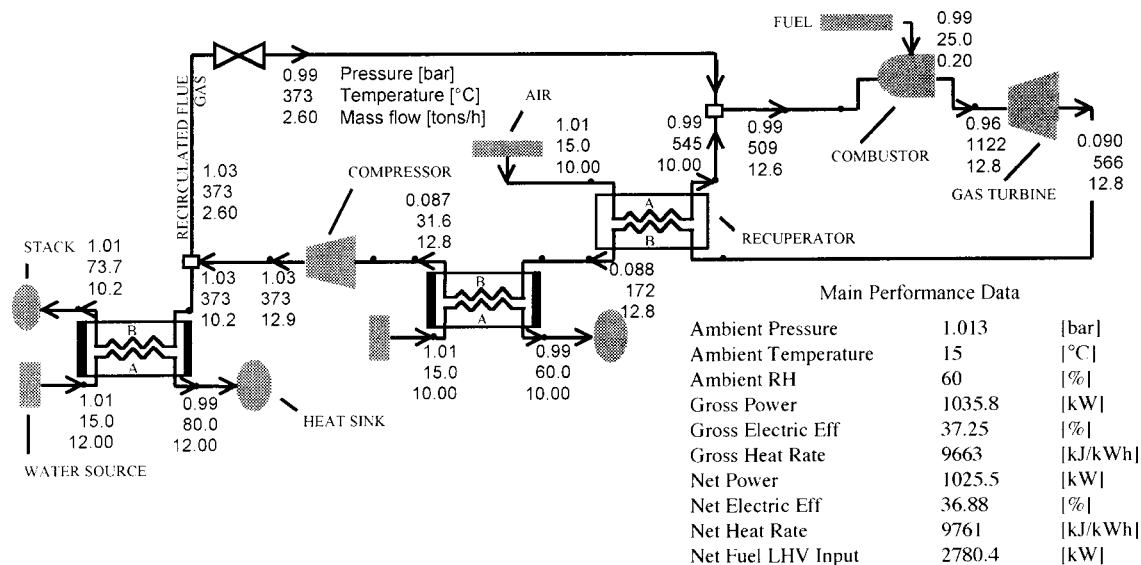 FUEL
0.99
25.0
0.20
0.99 Pressure [bar]
373 Temperature [°C]
2.60 Mass flow [tons/h]
RECIRCULATED FLUE
GAS
AIR
1.01
15.0
10.00
0.99
545
10.00
0.99
509
12.6
COMBUSTOR
0.96
1122
12.8
GAS TURBINE
0.090
566
12.8
1.03
373
2.60
COMPRESSOR
0.087
31.6
12.8
A
B
RECUPERATOR
STACK
1.01
73.7
10.2
1.03
373
10.2
1.03
373
12.9
B
A
0.088
172
12.8
B
A
1.01
15.0
10.00
0.99
60.0
10.00
1.01
15.0
12.00
0.99
80.0
12.00
HEAT SINK
WATER SOURCE
Main Performance Data
Ambient Pressure 1.013 [bar]
Ambient Temperature 15 [°C]
Ambient RH 60 [%]
Gross Power 1035.8 [kW]
Gross Electric Eff 37.25 [%]
Gross Heat Rate 9663 [kJ/kWh]
Net Power 1025.5 [kW]
Net Electric Eff 36.88 [%]
Net Heat Rate 9761 [kJ/kWh]
Net Fuel LHV Input 2780.4 [kW]